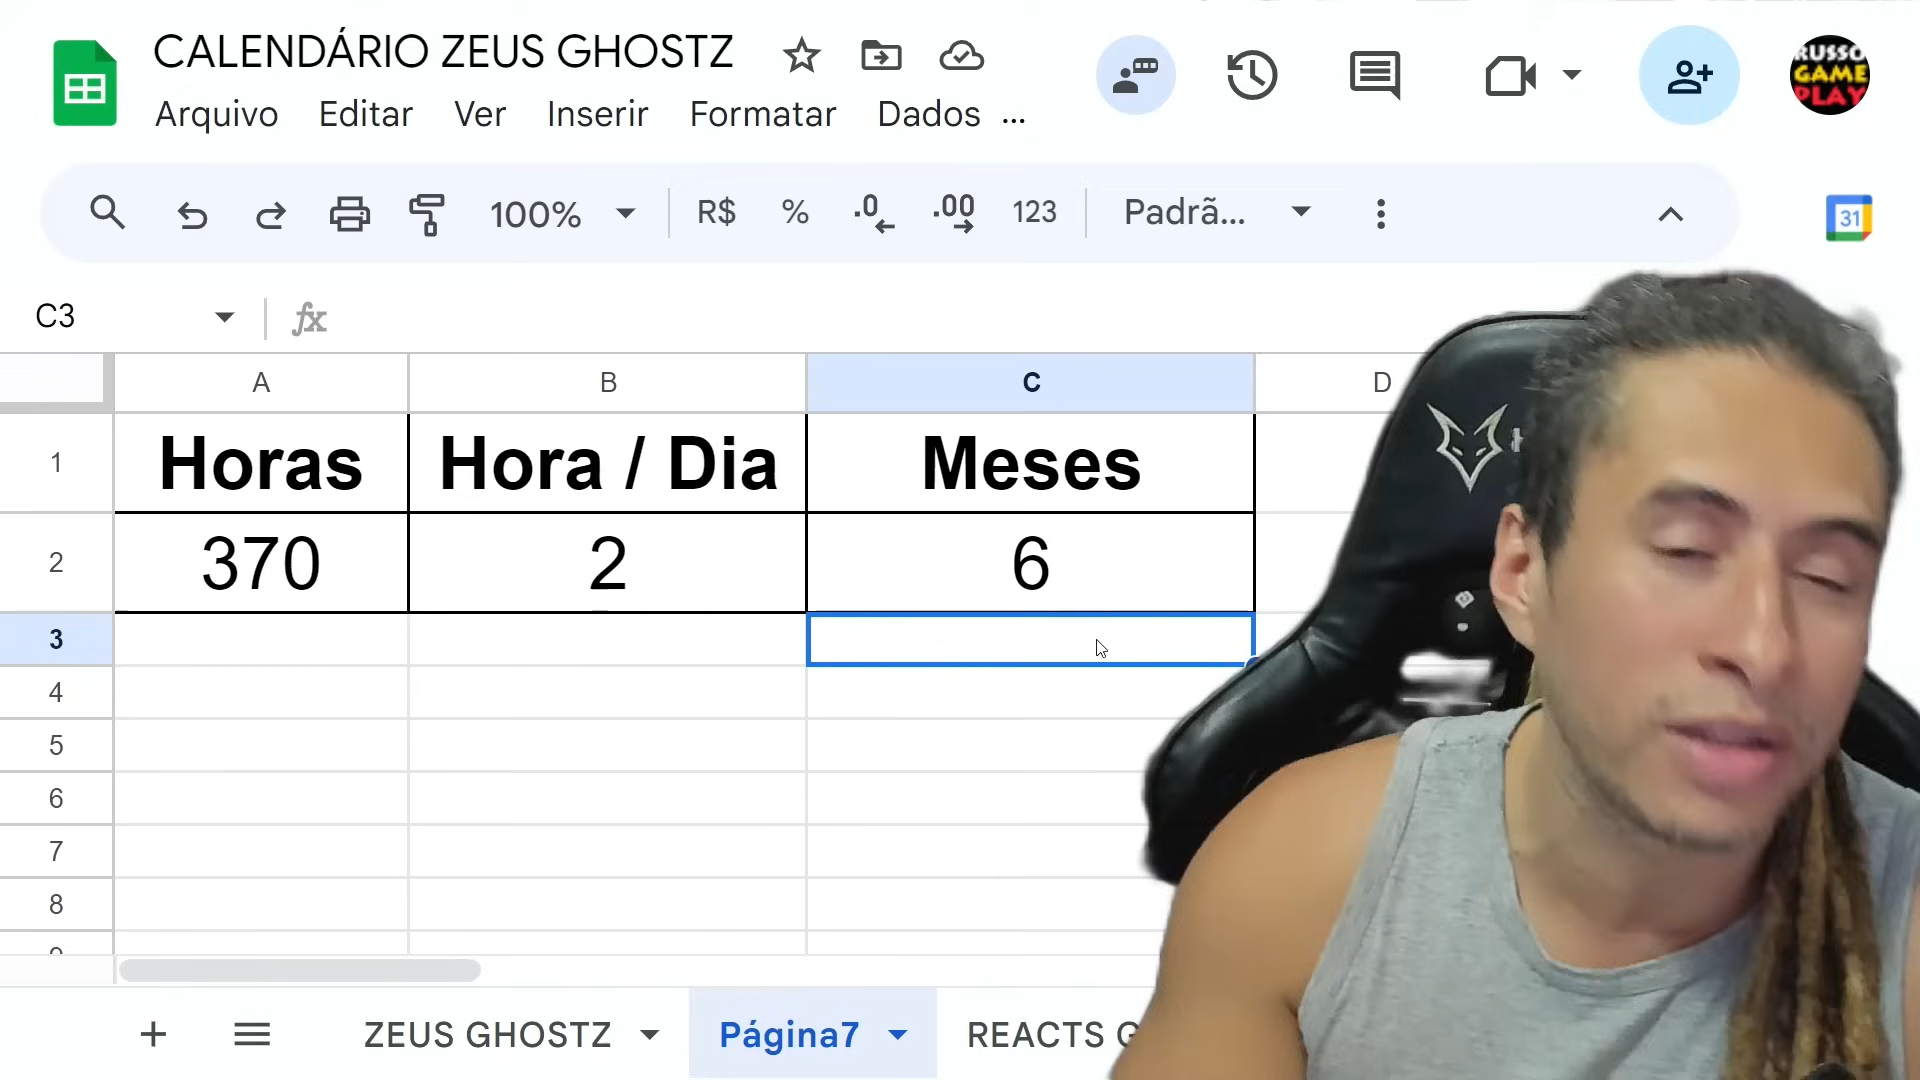 CALENDÁRIO ZEUS GHOSTZ
Arquivo Editar Ver Inserir Formatar Dados ...
RUSSO
GAME
PLAY
100% R$ % .0 .00 123 Padrã...
31
C3 fx
A B C D
1 Horas Hora / Dia Meses
2 370 2 6
3
4
5
6
7
8
ZEUS GHOSTZ Página7 REACTS G